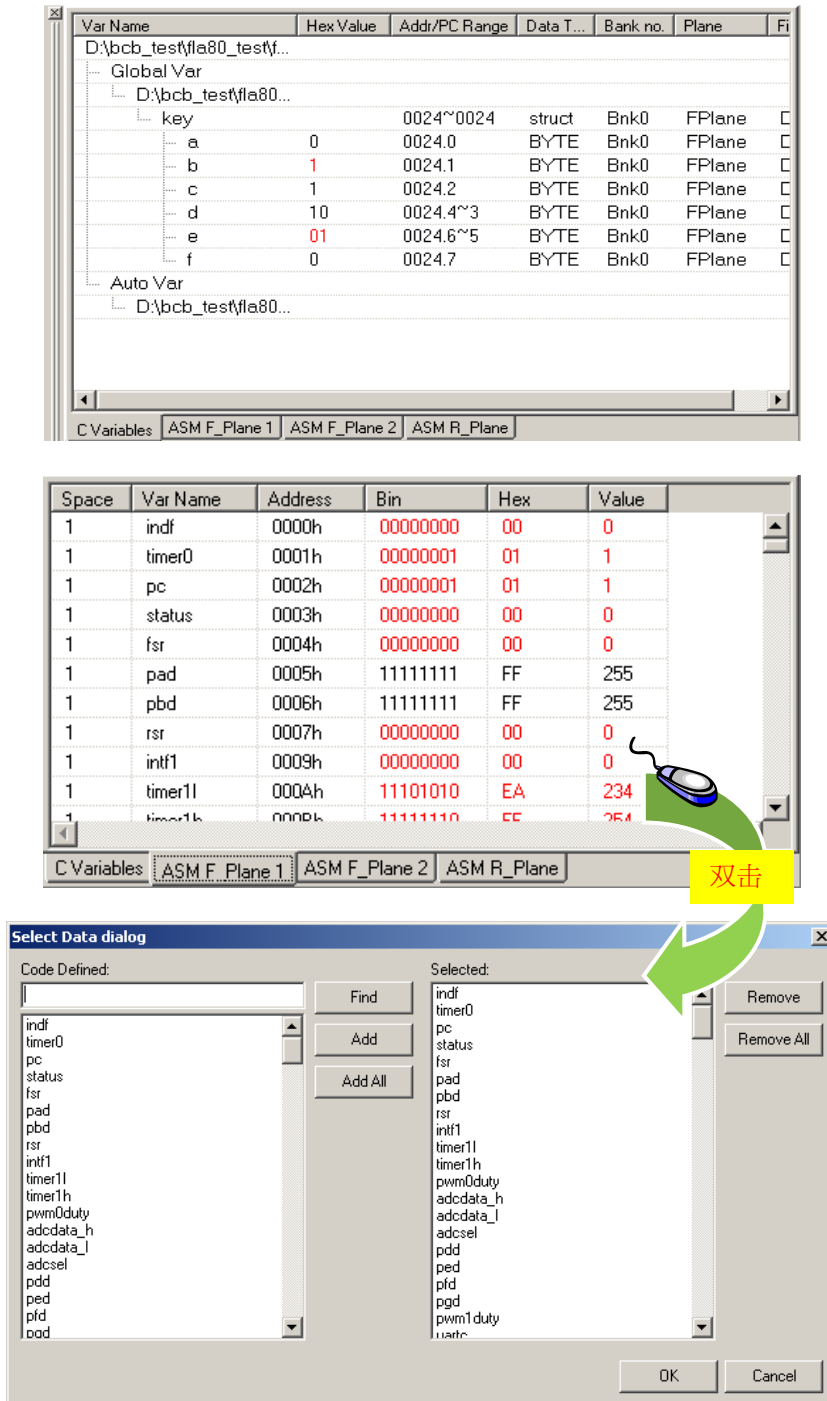 Var Name Hex Value Addr/PC Range Data T... Bank no. Plane Fi
D:\bcb_test\fla80_test\f...
Global Var
D:\bcb_test\fla80...
key 0024~0024 struct Bnk0 FPlane
a 0 0024.0 BYTE Bnk0 FPlane
b 1 0024.1 BYTE Bnk0 FPlane
c 1 0024.2 BYTE Bnk0 FPlane
d 10 0024.4~3 BYTE Bnk0 FPlane
e 01 0024.6~5 BYTE Bnk0 FPlane
f 0 0024.7 BYTE Bnk0 FPlane
Auto Var
D:\bcb_test\fla80...
C Variables ASM F_Plane 1 ASM F_Plane 2 ASM R_Plane
Space Var Name Address Bin Hex Value
1 indf 0000h 00000000 00 0
1 timer0 0001h 00000001 01 1
1 pc 0002h 00000001 01 1
1 status 0003h 00000000 00 0
1 fsr 0004h 00000000 00 0
1 pad 0005h 11111111 FF 255
1 pbd 0006h 11111111 FF 255
1 rsr 0007h 00000000 00 0
1 intf1 0009h 00000000 00 0
1 timer1l 000Ah 11101010 EA 234
1 timer1h 000Bh 11111110 254
C Variables ASM F_Plane 1 ASM F_Plane 2 ASM R_Plane
双击
Select Data dialog
Code Defined:
Find
Add
Add All
indf
timer0
pc
status
fsr
pad
pbd
rsr
intf1
timer1l
timer1h
pwm0duty
adcdata_h
adcdata_l
adcsel
pdd
ped
pfd
pgd
Selected:
indf
timer0
pc
status
fsr
pad
pbd
rsr
intf1
timer1l
timer1h
pwm0duty
adcdata_h
adcdata_l
adcsel
pdd
ped
pfd
pgd
pwm1duty
uartc
Remove
Remove All
OK Cancel